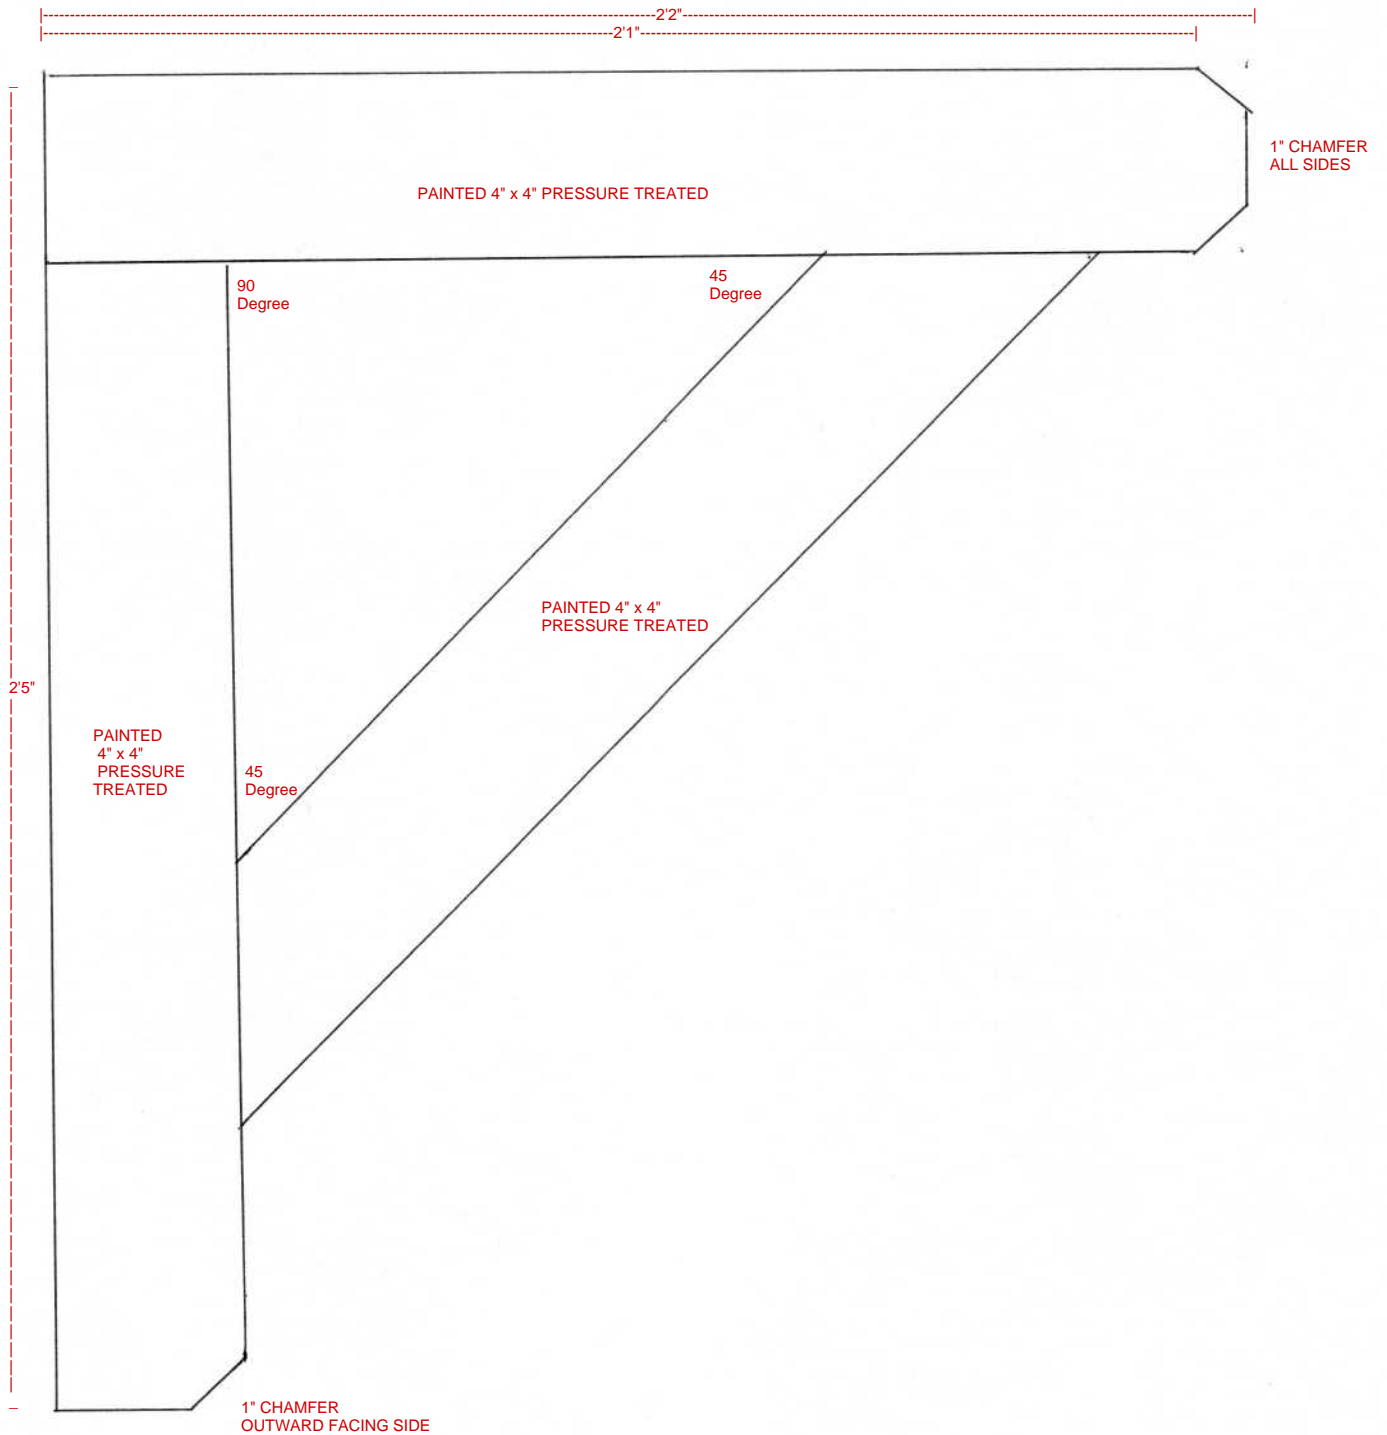 2'2"
2'1"
1" CHAMFER
ALL SIDES
PAINTED 4" x 4" PRESSURE TREATED
90
Degree
45
Degree
PAINTED 4" x 4"
PRESSURE TREATED
2'5"
PAINTED
4" x 4"
PRESSURE
TREATED
45
Degree
1" CHAMFER
OUTWARD FACING SIDE